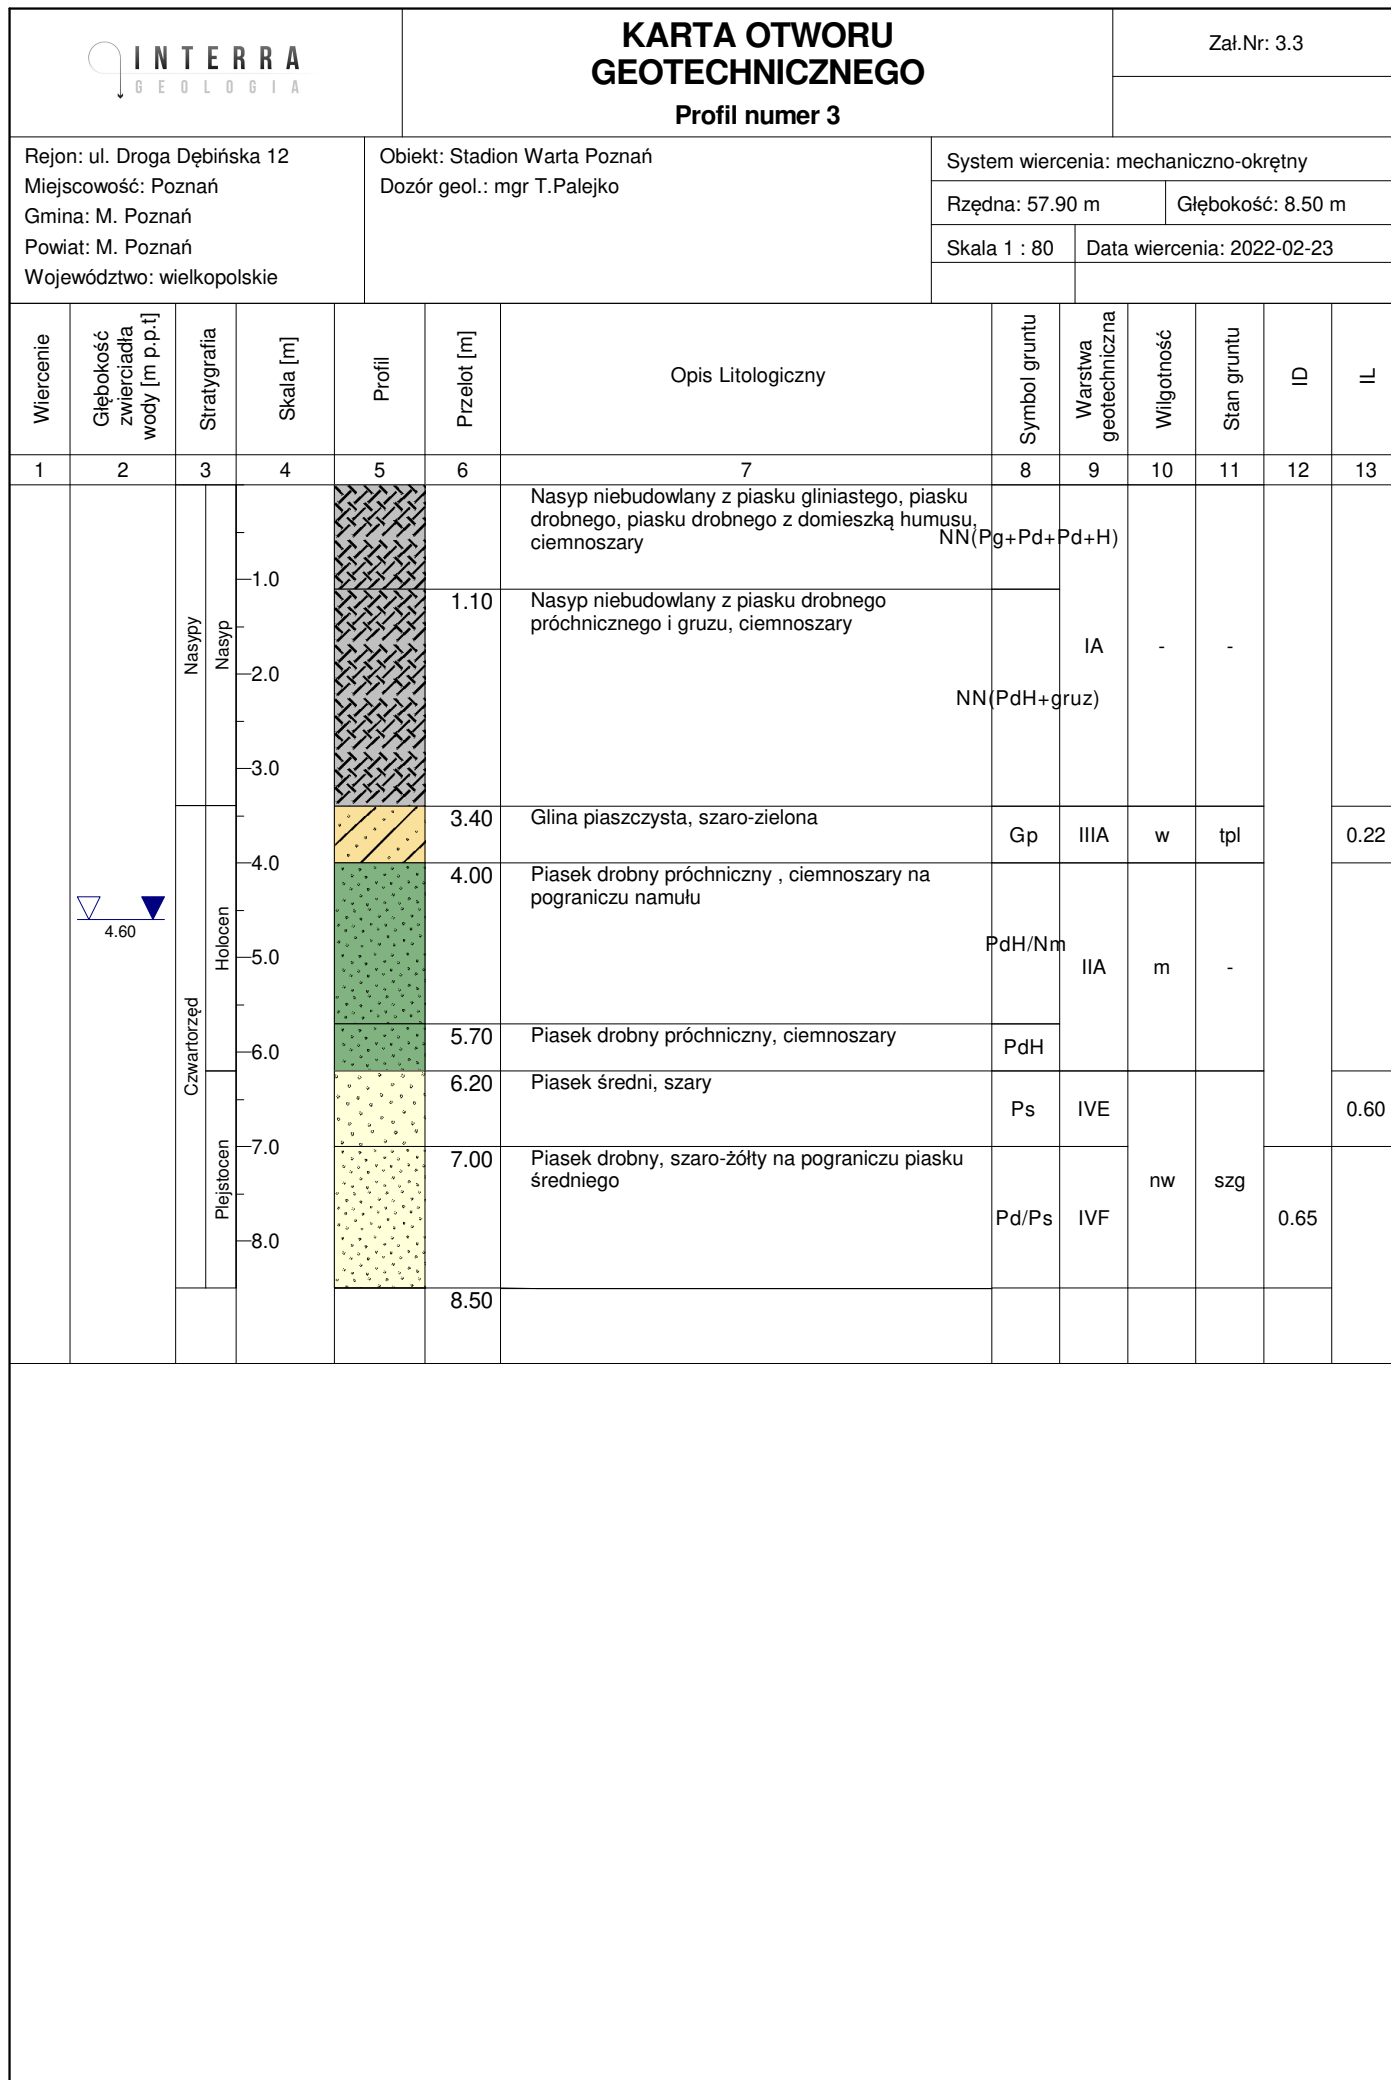 INTERRA
GEOLOGIA
KARTA OTWORU
GEOTECHNICZNEGO
Profil numer 3
Zał.Nr: 3.3
Rejon: ul. Droga Dębińska 12
Miejscowość: Poznań
Gmina: M. Poznań
Powiat: M. Poznań
Województwo: wielkopolskie
Obiekt: Stadion Warta Poznań
Dozór geol.: mgr T.Palejko
System wiercenia: mechaniczno-okrętny
Rzędna: 57.90 m
Głębokość: 8.50 m
Skala 1 : 80
Data wiercenia: 2022-02-23
Wiercenie
Głębokość
zwierciadła
wody [m p.p.t]
Stratygrafia
Skala [m]
Profil
Przelot [m]
Opis Litologiczny
Symbol gruntu
Warstwa
geotechniczna
Wilgotność
Stan gruntu
ID
IL
1 2 3 4 5 6 7 8 9 10 11 12 13
Nasyp niebudowlany z piasku gliniastego, piasku
drobnego, piasku drobnego z domieszką humusu,
ciemnoszary
NN(Pg+Pd+Pd+H)
1.0
1.10
Nasyp niebudowlany z piasku drobnego
próchnicznego i gruzu, ciemnoszary
Nasypy
Nasyp
IA - -
2.0
NN(PdH+gruz)
3.0
3.40 Glina piaszczysta, szaro-zielona
Gp IIIA w tpl 0.22
4.0
4.00 Piasek drobny próchniczny , ciemnoszary na
pograniczu namułu
4.60
Holocen
PdH/Nm
5.0
IIA m -
Czwartorzęd
5.70 Piasek drobny próchniczny, ciemnoszary
6.0
PdH
6.20 Piasek średni, szary
Ps IVE 0.60
7.0
7.00 Piasek drobny, szaro-żółty na pograniczu piasku
średniego
Plejstocen
nw szg
Pd/Ps IVF 0.65
8.0
8.50